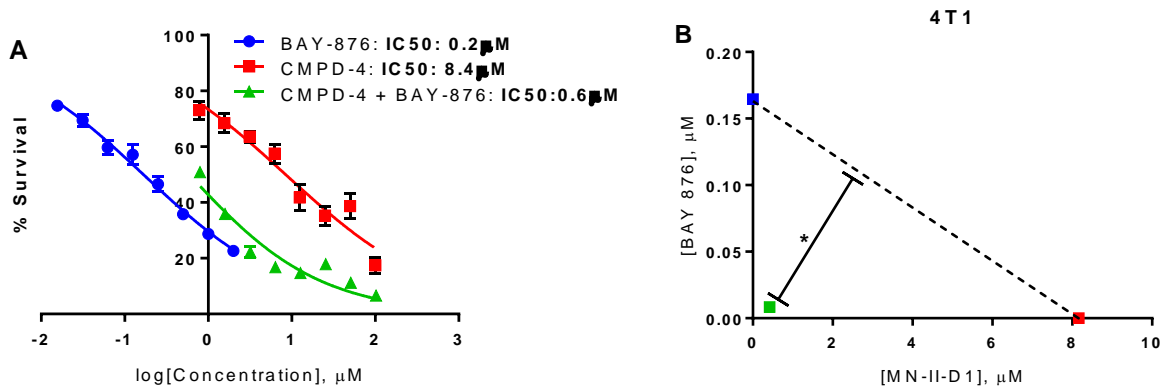 A
100
80
60
40
20
% Survival
-2 -1 0 1 2 3
log[Concentration], μM
BAY-876: IC50: 0.2μM
CMPD-4: IC50: 8.4μM
CMPD-4 + BAY-876: IC50:0.6μM
B
4T1
0.20
0.15
0.10
0.05
0.00
[BAY 876], μM
*
0 2 4 6 8 10
[MN-II-D1], μM